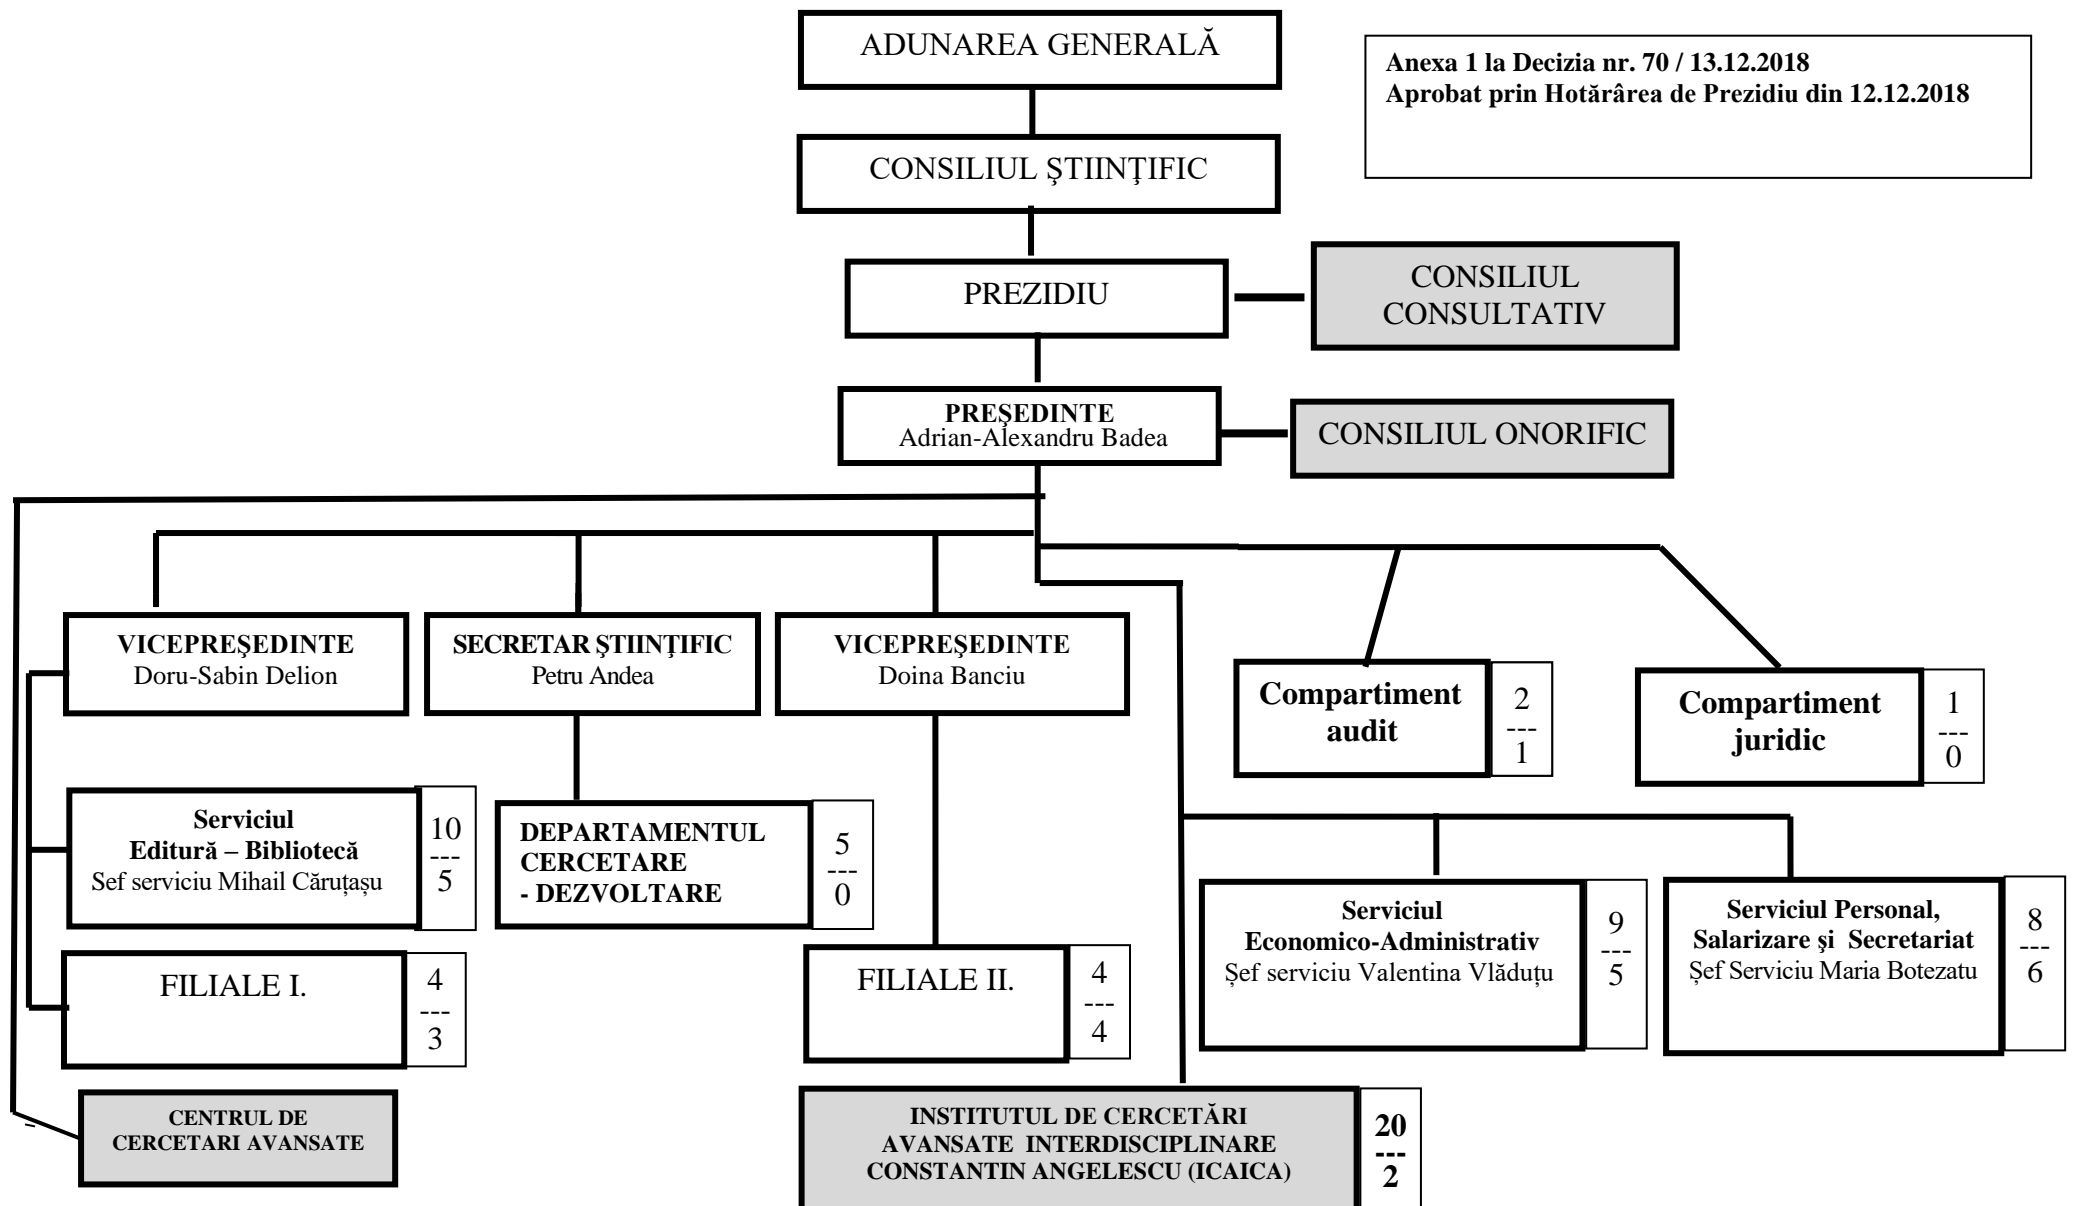 ADUNAREA GENERALĂ
Anexa 1 la Decizia nr. 70 / 13.12.2018
Aprobat prin Hotărârea de Prezidiu din 12.12.2018
CONSILIUL ŞTIINŢIFIC
PREZIDIU
CONSILIUL
CONSULTATIV
PREŞEDINTE
Adrian-Alexandru Badea
CONSILIUL ONORIFIC
VICEPREŞEDINTE
Doru-Sabin Delion
SECRETAR ŞTIINŢIFIC
Petru Andea
VICEPREŞEDINTE
Doina Banciu
Compartiment
audit
2
---
1
Compartiment
juridic
1
---
0
Serviciul
Editură – Bibliotecă
Sef serviciu Mihail Căruțașu
10
---
5
DEPARTAMENTUL
CERCETARE
- DEZVOLTARE
5
---
0
Serviciul
Economico-Administrativ
Șef serviciu Valentina Vlăduțu
9
---
5
Serviciul Personal,
Salarizare şi Secretariat
Șef Serviciu Maria Botezatu
8
---
6
FILIALE I.
4
---
3
FILIALE II.
4
---
4
CENTRUL DE
CERCETARI AVANSATE
INSTITUTUL DE CERCETĂRI
AVANSATE INTERDISCIPLINARE
CONSTANTIN ANGELESCU (ICAICA)
20
---
2